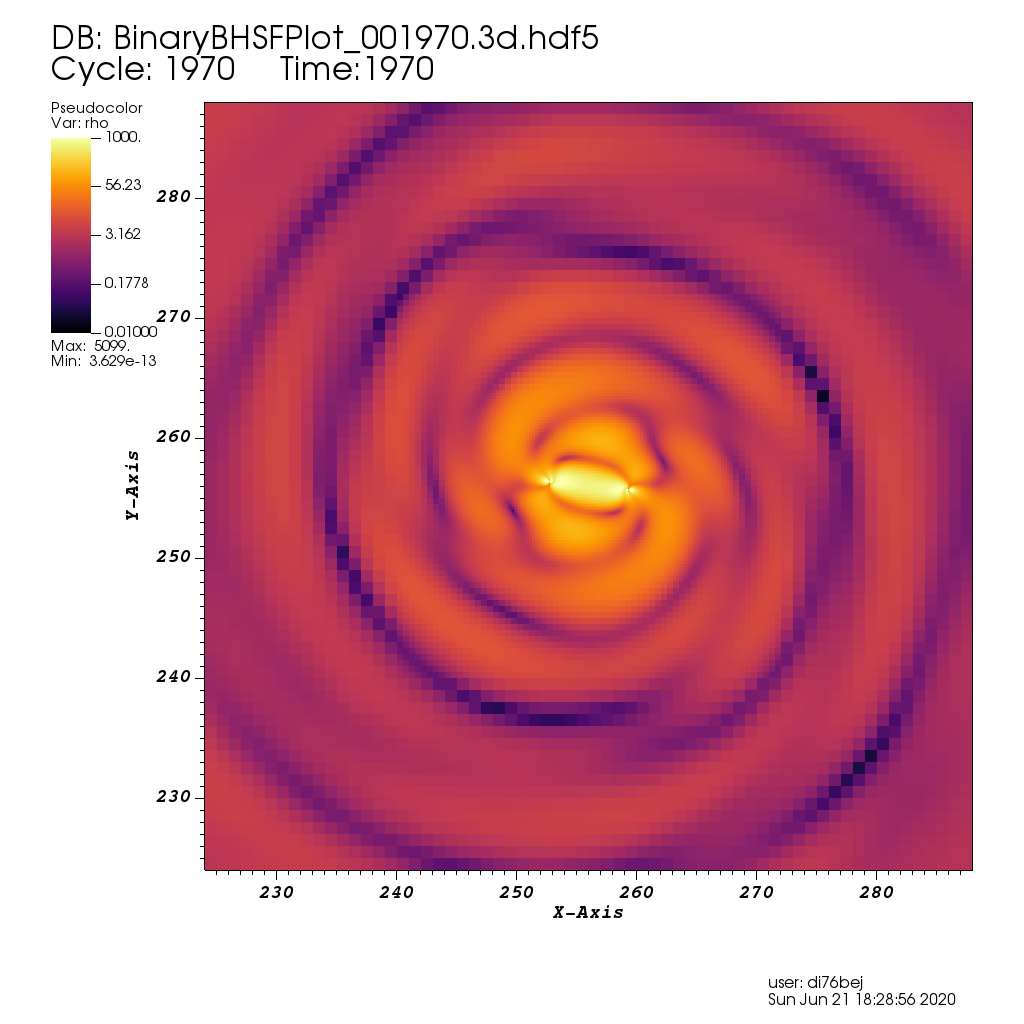 DB: BinaryBHSFPlot_001970.3d.hdf5
Cycle: 1970 Time:1970
Pseudocolor
Var: rho
1000.
56.23
3.162
0.1778
0.01000
Max: 5099.
Min: 3.629e-13
280
270
260
250
240
230
Y-Axis
230 240 250 260 270 280
X-Axis
user: di76bej
Sun Jun 21 18:28:56 2020